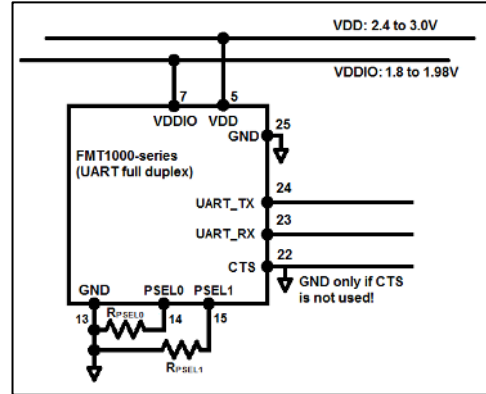 VDD: 2.4 to 3.0V
VDDIO: 1.8 to 1.98V
7
5
VDDIO
VDD
25
GND
FMT1000-series
(UART full duplex)
24
UART_TX
23
UART_RX
22
CTS
GND only if CTS
is not used!
GND
PSEL0
PSEL1
13
RPSEL0
14
15
RPSEL1